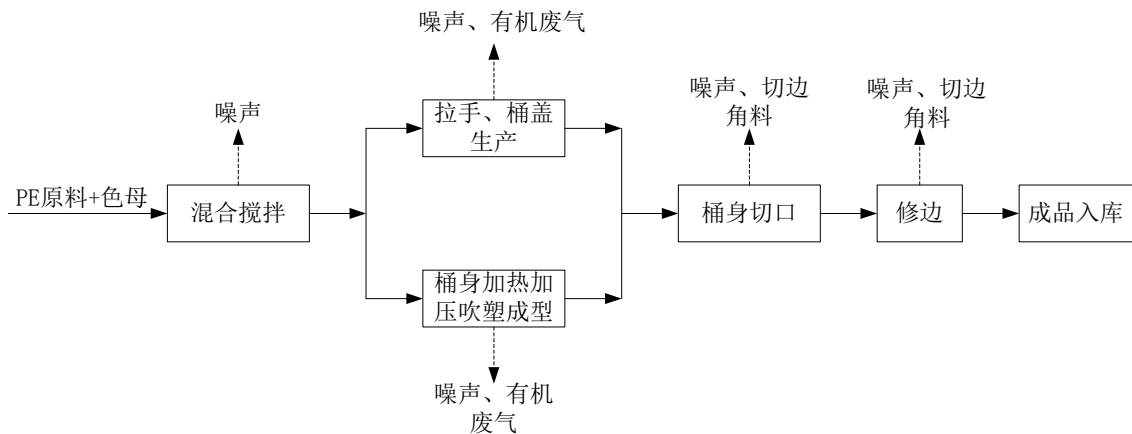 噪声、有机废气
噪声
拉手、桶盖
生产
噪声、切边
角料
噪声、切边
角料
PE原料+色母
混合搅拌
桶身切口
修边
成品入库
桶身加热加
压吹塑成型
噪声、有机
废气